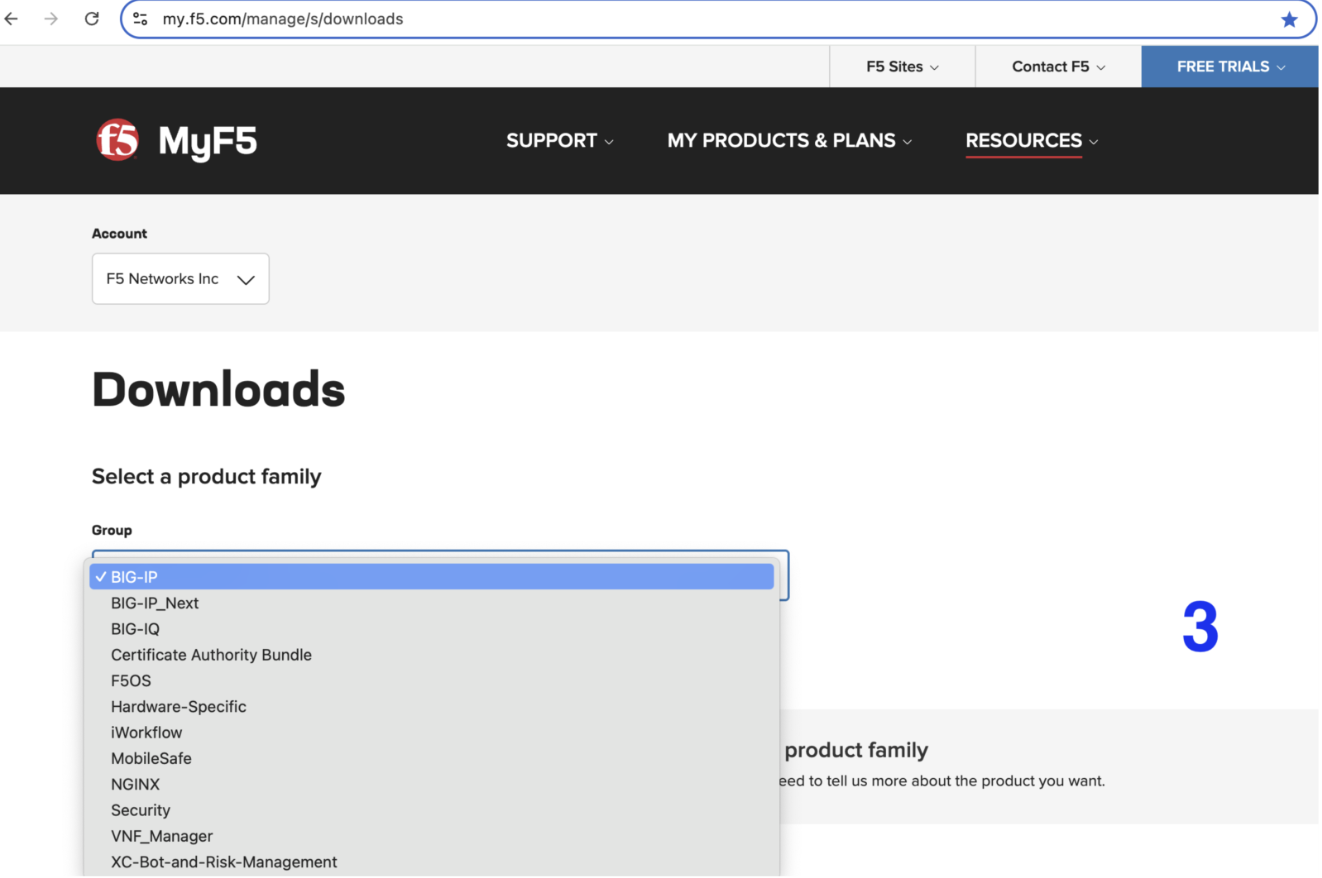 my.f5.com/manage/s/downloads
F5 Sites Contact F5 FREE TRIALS
f5 MyF5 SUPPORT MY PRODUCTS & PLANS RESOURCES
Account
F5 Networks Inc
Downloads
Select a product family
Group
✓ BIG-IP
BIG-IP_Next
BIG-IQ
Certificate Authority Bundle
F5OS
Hardware-Specific
iWorkflow
MobileSafe
NGINX
Security
VNF_Manager
XC-Bot-and-Risk-Management
3
product family
eed to tell us more about the product you want.